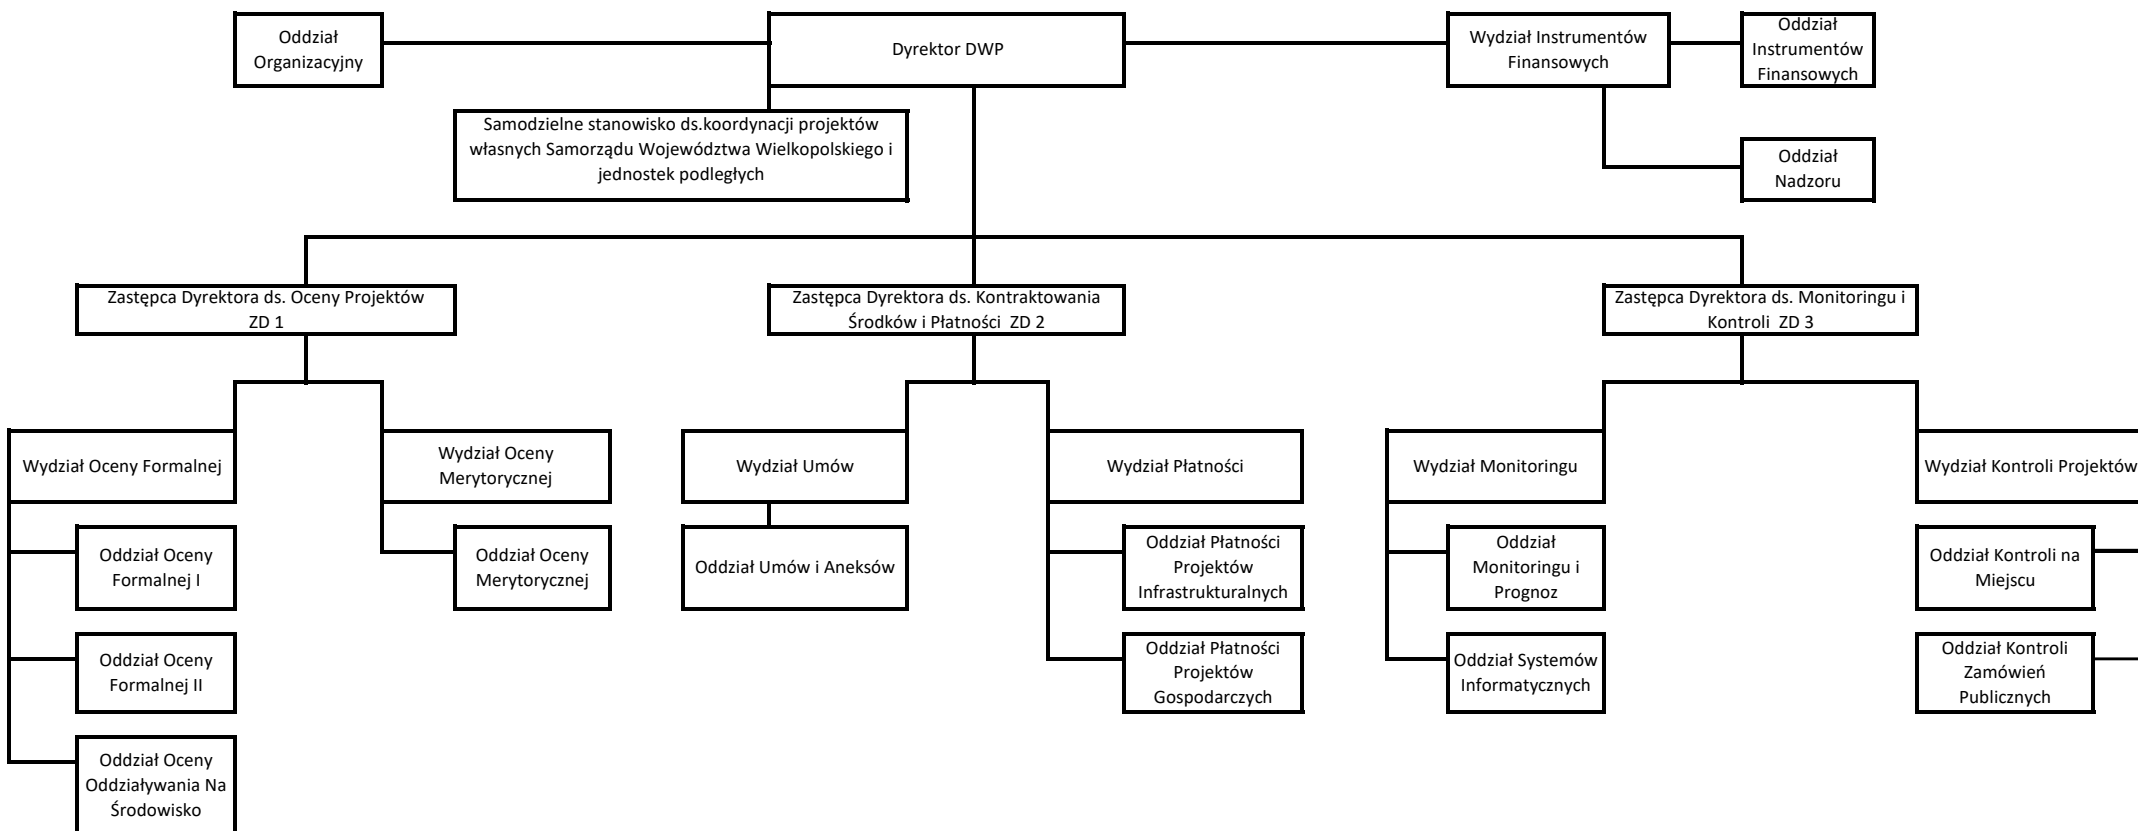 Oddział
Organizacyjny
Dyrektor DWP
Wydział Instrumentów
Finansowych
Oddział
Instrumentów
Finansowych
Samodzielne stanowisko ds.koordynacji projektów
własnych Samorządu Województwa Wielkopolskiego i
jednostek podległych
Oddział
Nadzoru
Zastępca Dyrektora ds. Oceny Projektów
ZD 1
Zastępca Dyrektora ds. Kontraktowania
Środków i Płatności  ZD 2
Zastępca Dyrektora ds. Monitoringu i
Kontroli  ZD 3
Wydział Oceny Formalnej
Wydział Oceny
Merytorycznej
Wydział Umów
Wydział Płatności
Wydział Monitoringu
Wydział Kontroli Projektów
Oddział Oceny
Formalnej I
Oddział Oceny
Merytorycznej
Oddział Umów i Aneksów
Oddział Płatności
Projektów
Infrastrukturalnych
Oddział
Monitoringu i
Prognoz
Oddział Kontroli na
Miejscu
Oddział Oceny
Formalnej II
Oddział Płatności
Projektów
Gospodarczych
Oddział Systemów
Informatycznych
Oddział Kontroli
Zamówień
Publicznych
Oddział Oceny
Oddziaływania Na
Środowisko